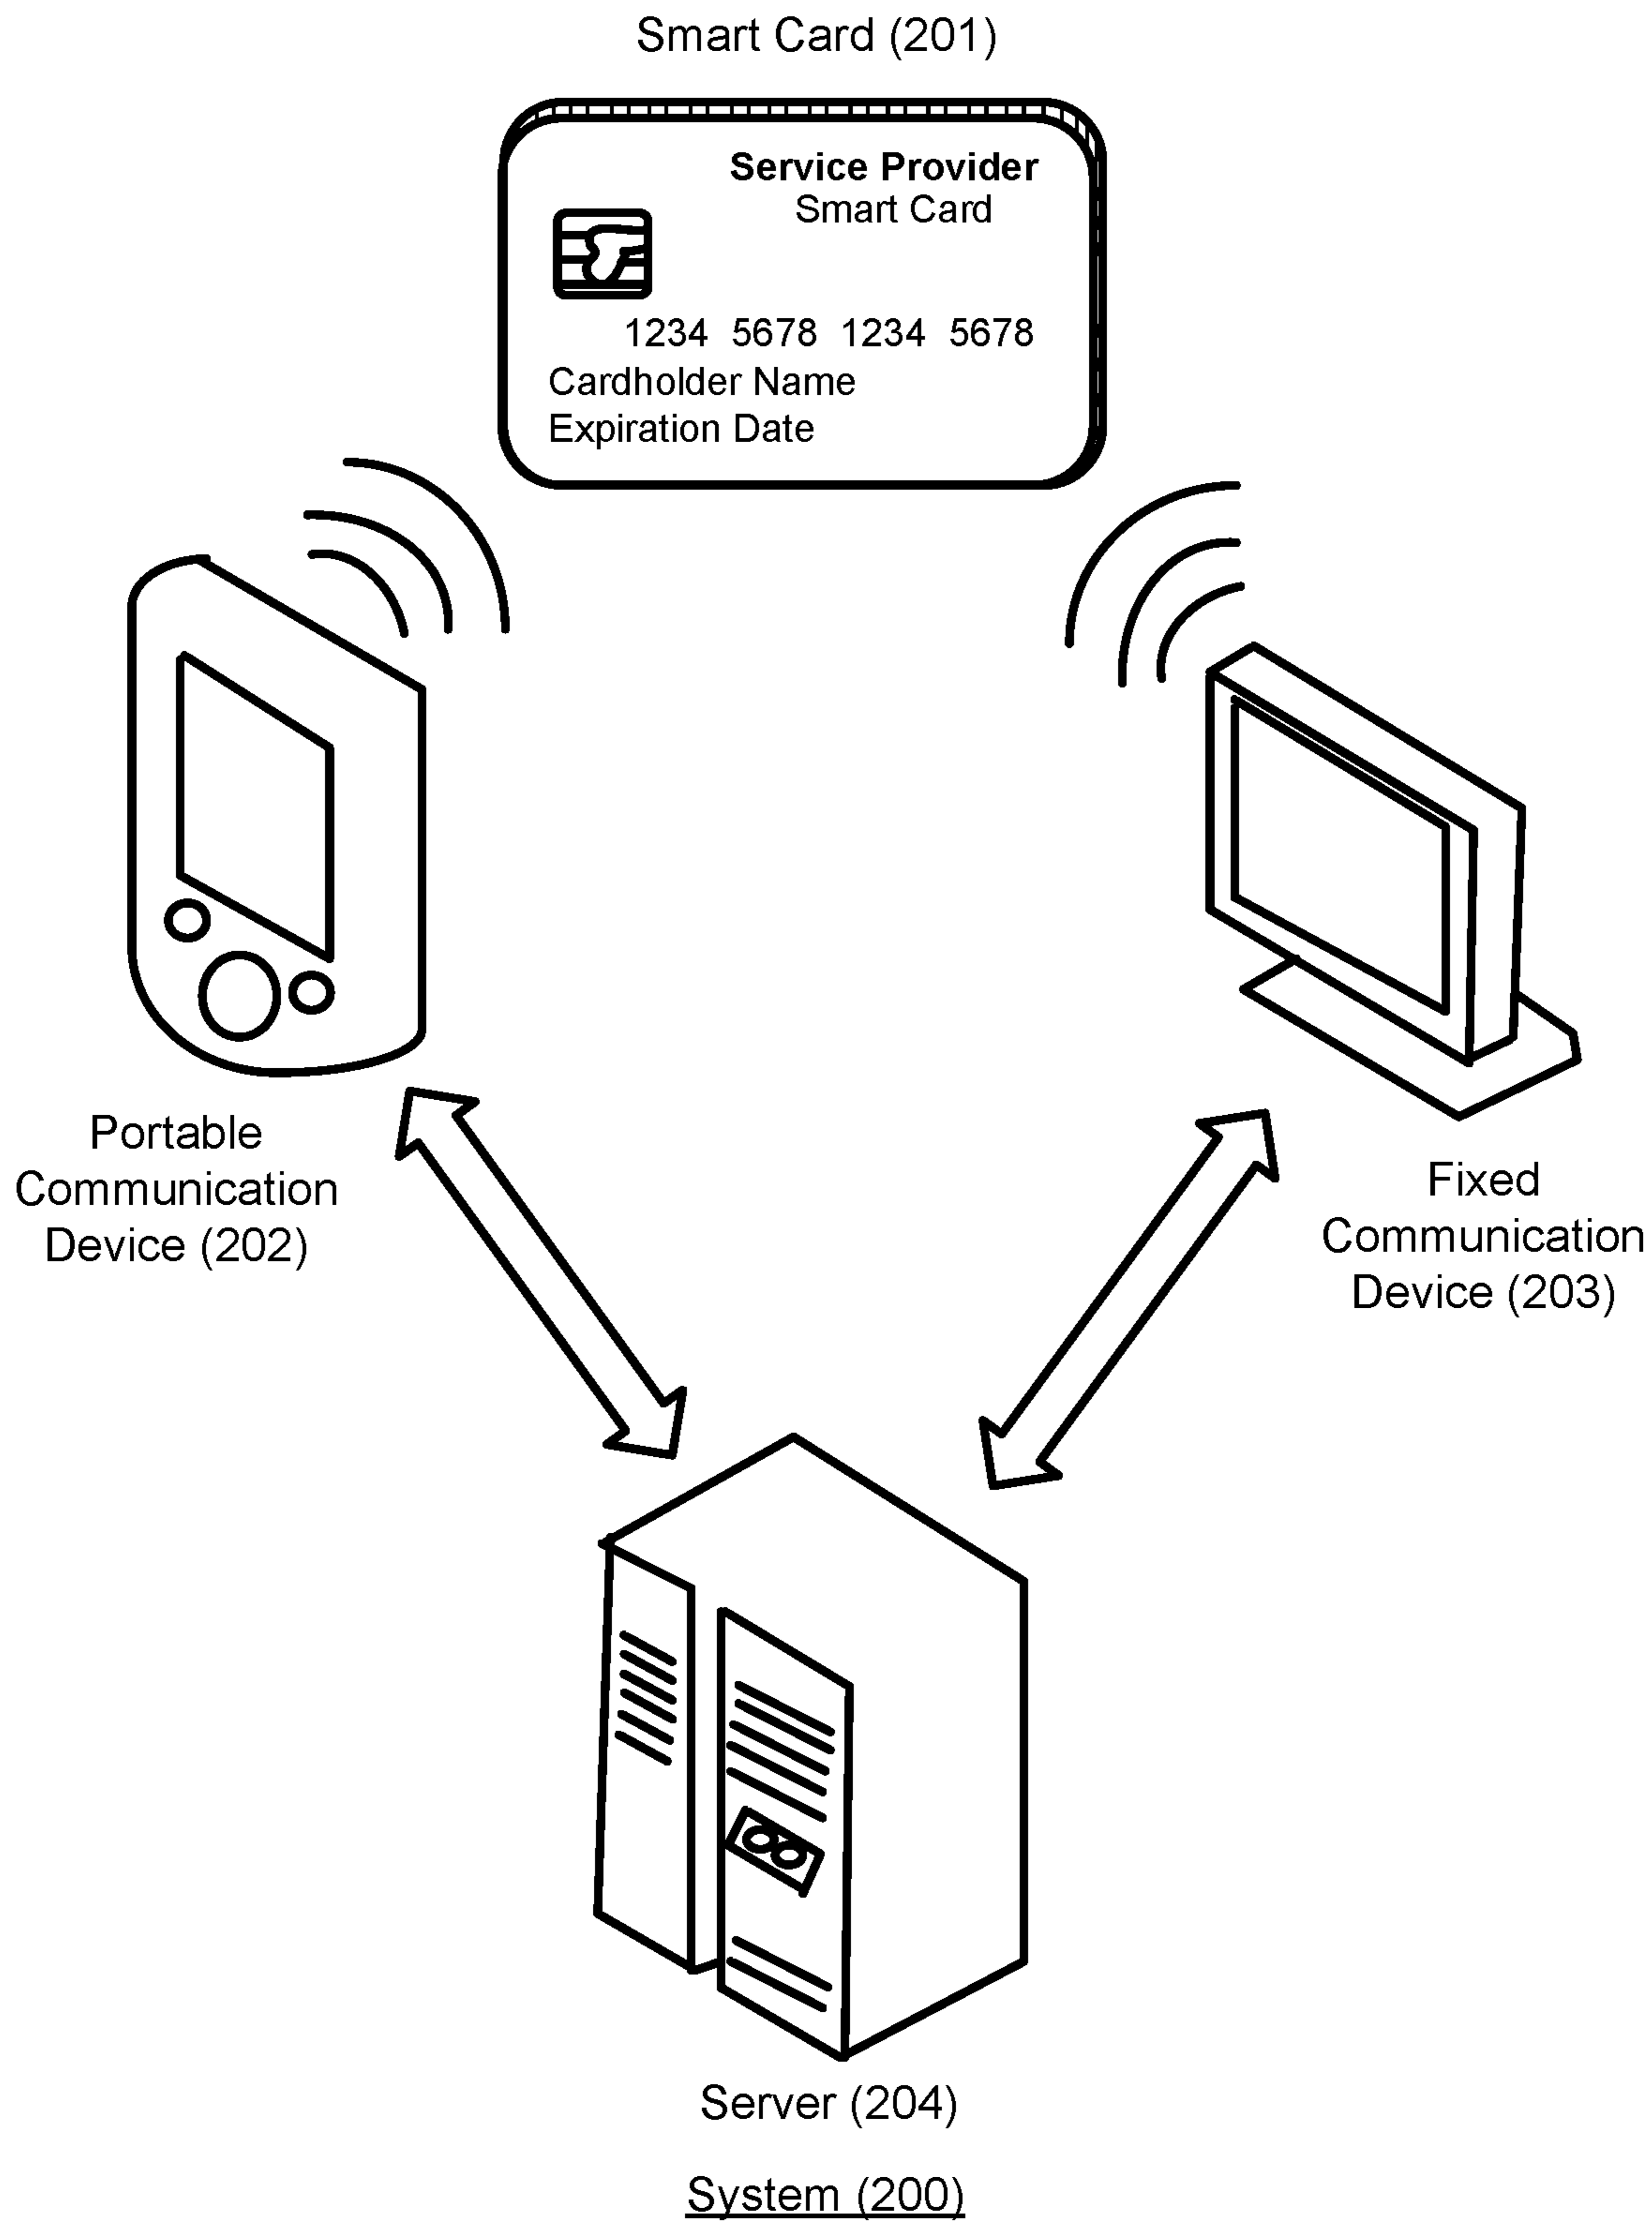 Smart Card (201)
Service Provider
Smart Card
1234 5678 1234 5678
Cardholder Name
Expiration Date
Portable
Communication
Device (202)
Fixed
Communication
Device (203)
Server (204)
System (200)